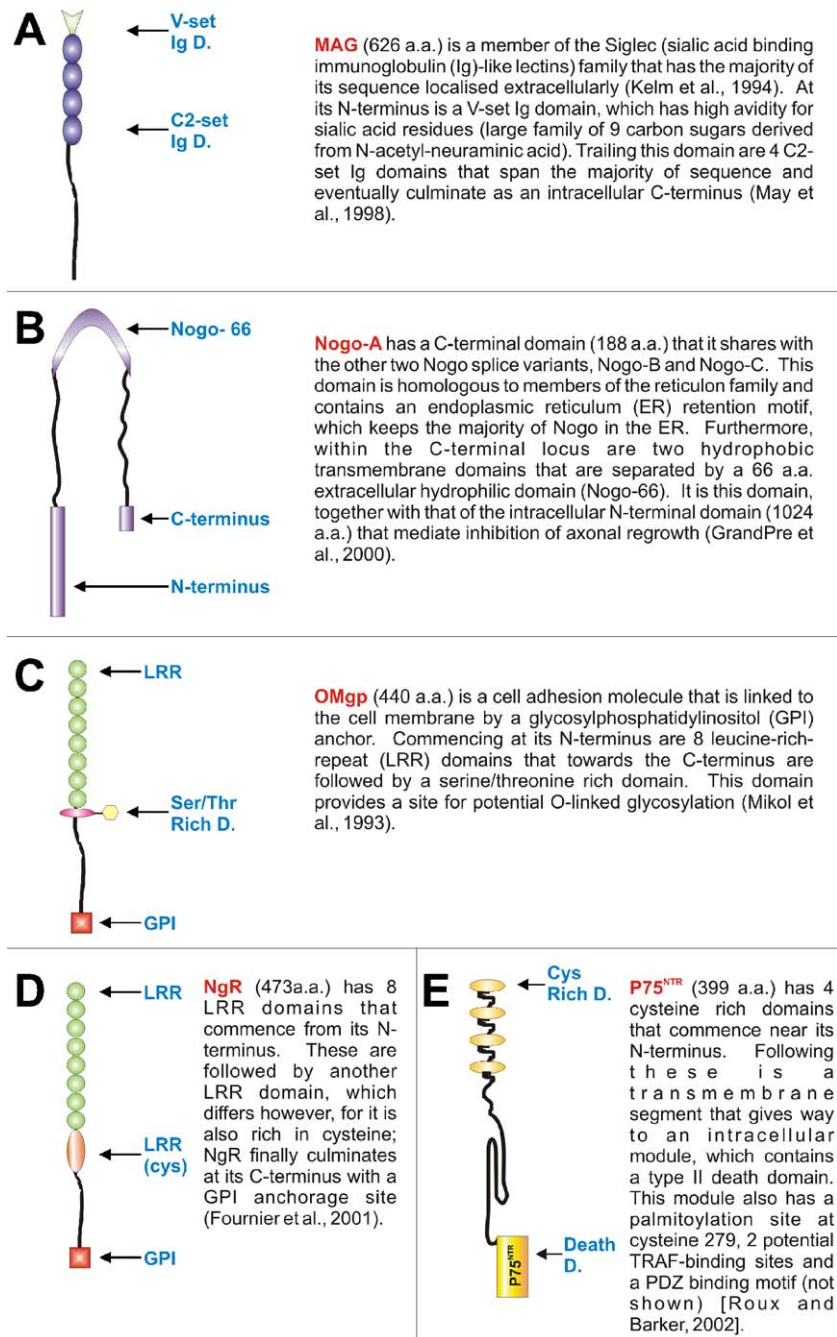 A
V-set
Ig D.
C2-set
Ig D.
MAG (626 a.a.) is a member of the Siglec (sialic acid binding
immunoglobulin (Ig)-like lectins) family that has the majority of
its sequence localised extracellularly (Kelm et al., 1994). At
its N-terminus is a V-set Ig domain, which has high avidity for
sialic acid residues (large family of 9 carbon sugars derived
from N-acetyl-neuraminic acid). Trailing this domain are 4 C2-
set Ig domains that span the majority of sequence and
eventually culminate as an intracellular C-terminus (May et
al., 1998).
B
Nogo- 66
C-terminus
N-terminus
Nogo-A has a C-terminal domain (188 a.a.) that it shares with
the other two Nogo splice variants, Nogo-B and Nogo-C. This
domain is homologous to members of the reticulon family and
contains an endoplasmic reticulum (ER) retention motif,
which keeps the majority of Nogo in the ER. Furthermore,
within the C-terminal locus are two hydrophobic
transmembrane domains that are separated by a 66 a.a.
extracellular hydrophilic domain (Nogo-66). It is this domain,
together with that of the intracellular N-terminal domain (1024
a.a.) that mediate inhibition of axonal regrowth (GrandPre et
al., 2000).
C
LRR
Ser/Thr
Rich D.
GPI
OMgp (440 a.a.) is a cell adhesion molecule that is linked to
the cell membrane by a glycosylphosphatidylinositol (GPI)
anchor. Commencing at its N-terminus are 8 leucine-rich-
repeat (LRR) domains that towards the C-terminus are
followed by a serine/threonine rich domain. This domain
provides a site for potential O-linked glycosylation (Mikol et
al., 1993).
D
LRR
LRR
(cys)
GPI
NgR (473a.a.) has 8
LRR domains that
commence from its N-
terminus. These are
followed by another
LRR domain, which
differs however, for it is
also rich in cysteine;
NgR finally culminates
at its C-terminus with a
GPI anchorage site
(Fournier et al., 2001).
E
Cys
Rich D.
Death
D.
P75NTR
P75NTR (399 a.a.) has 4
cysteine rich domains
that commence near its
N-terminus. Following
these is a
transmembrane
segment that gives way
to an intracellular
module, which contains
a type II death domain.
This module also has a
palmitoylation site at
cysteine 279, 2 potential
TRAF-binding sites and
a PDZ binding motif (not
shown) [Roux and
Barker, 2002].